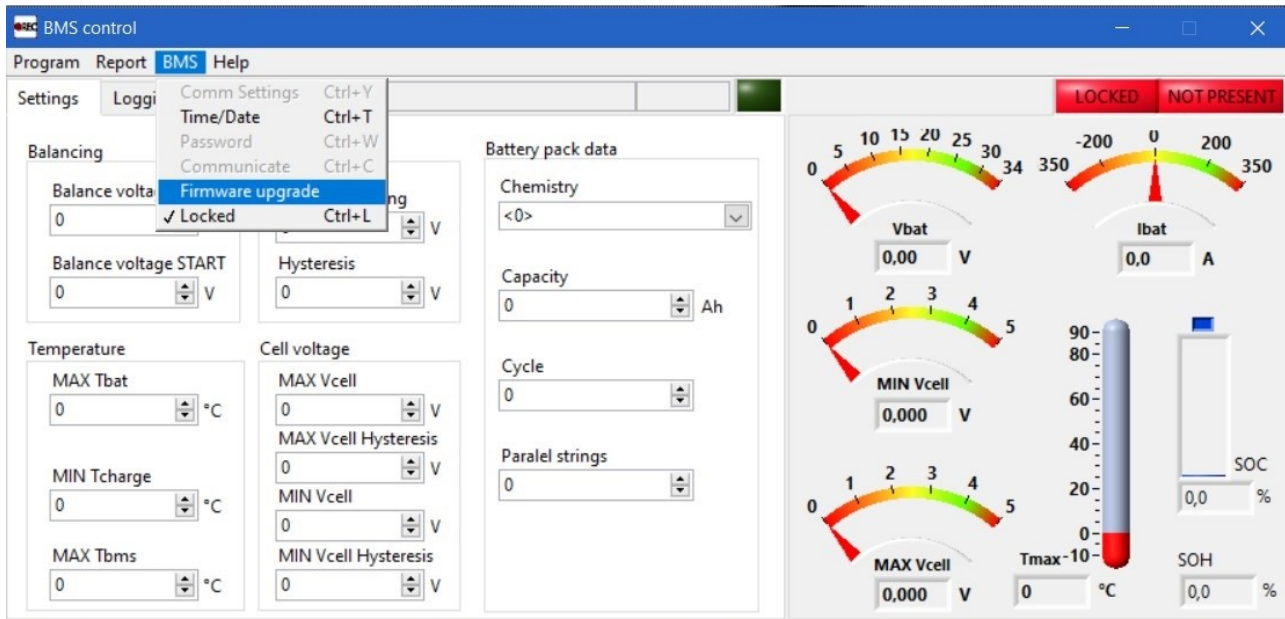 REC BMS control
Program Report BMS Help
Settings Loggi
Comm Settings Ctrl+Y
Time/Date Ctrl+T
Password Ctrl+W
Communicate Ctrl+C
Firmware upgrade
✓ Locked Ctrl+L
LOCKED NOT PRESENT
Balancing
Balance volta
0
Balance voltage START
0 V
ng
V
Hysteresis
0 V
Temperature
MAX Tbat
0 °C
MIN Tcharge
0 °C
MAX Tbms
0 °C
Cell voltage
MAX Vcell
0 V
MAX Vcell Hysteresis
0 V
MIN Vcell
0 V
MIN Vcell Hysteresis
0 V
Battery pack data
Chemistry
<0>
Capacity
0 Ah
Cycle
0
Paralel strings
0
0 5 10 15 20 25 30 34
Vbat
0,00 V
350 -200 0 200 350
Ibat
0,0 A
0 1 2 3 4 5
MIN Vcell
0,000 V
0 1 2 3 4 5
MAX Vcell
0,000 V
90
80
60
40
20
0
-10
Tmax
0 °C
SOC
0,0 %
SOH
0,0 %